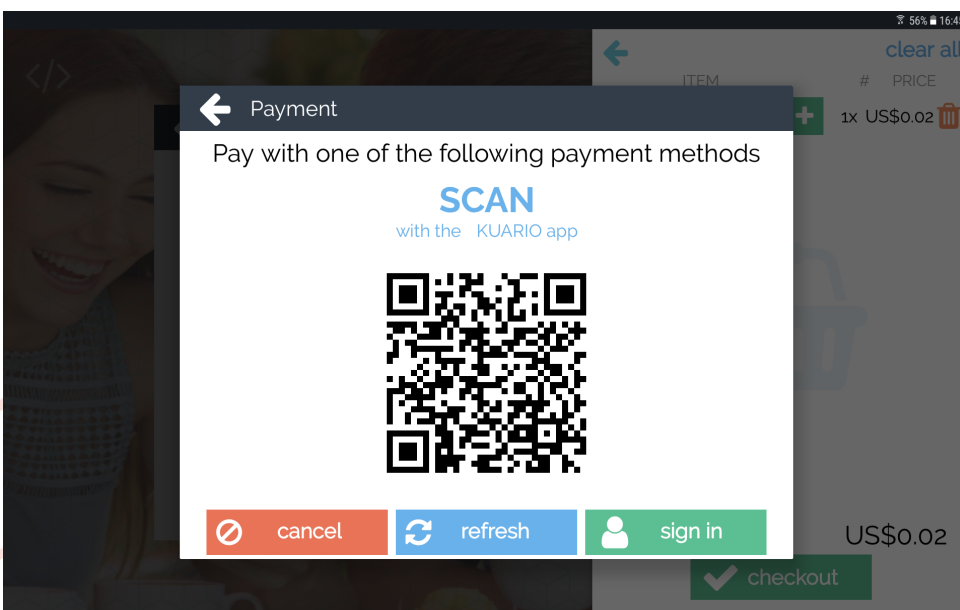 56% 16:4
</>
clear all
ITEM # PRICE
1x US$0.02
Payment
Pay with one of the following payment methods
SCAN
with the KUARIO app
cancel
refresh
sign in
US$0.02
checkout